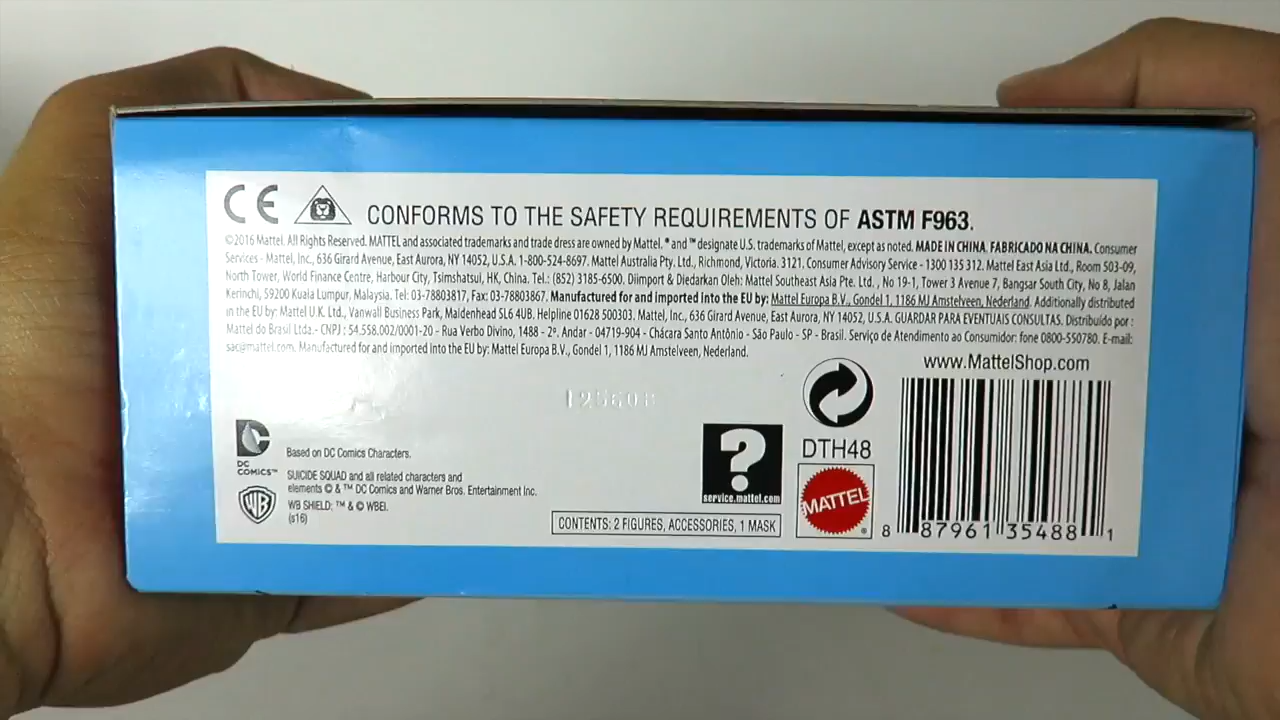 CE
CONFORMS TO THE SAFETY REQUIREMENTS OF ASTM F963.
©2016 Mattel. All Rights Reserved. MATTEL and associated trademarks and trade dress are owned by Mattel. ® and ™ designate U.S. trademarks of Mattel, except as noted. MADE IN CHINA. FABRICADO NA CHINA. Consumer
Services - Mattel, Inc., 636 Girard Avenue, East Aurora, NY 14052, U.S.A. 1-800-524-8697. Mattel Australia Pty. Ltd., Richmond, Victoria. 3121. Consumer Advisory Service - 1300 135 312. Mattel East Asia Ltd., Room 503-09,
North Tower, World Finance Centre, Harbour City, Tsimshatsui, HK, China. Tel.: (852) 3185-6500. Diimport & Diedarkan Oleh: Mattel Southeast Asia Pte. Ltd. , No 19-1, Tower 3 Avenue 7, Bangsar South City, No 8, Jalan
Kerinchi, 59200 Kuala Lumpur, Malaysia. Tel: 03-78803817, Fax: 03-78803867. Manufactured for and imported into the EU by: Mattel Europa B.V., Gondel 1, 1186 MJ Amstelveen, Nederland. Additionally distributed
in the EU by: Mattel U.K. Ltd., Vanwall Business Park, Maidenhead SL6 4UB. Helpline 01628 500303. Mattel, Inc., 636 Girard Avenue, East Aurora, NY 14052, U.S.A. GUARDAR PARA EVENTUAIS CONSULTAS. Distribuído por :
Mattel do Brasil Ltda.- CNPJ : 54.558.002/0001-20 - Rua Verbo Divino, 1488 - 2º. Andar - 04719-904 - Chácara Santo Antônio - São Paulo - SP - Brasil. Serviço de Atendimento ao Consumidor: fone 0800-550780. E-mail:
sac@mattel.com. Manufactured for and imported into the EU by: Mattel Europa B.V., Gondel 1, 1186 MJ Amstelveen, Nederland.
www.MattelShop.com
DC
DC
COMICS™
Based on DC Comics Characters.
SUICIDE SQUAD and all related characters and
elements © & ™ DC Comics and Warner Bros. Entertainment Inc.
WB
WB SHIELD: ™ & © WBEI.
(s16)
?
service.mattel.com
CONTENTS: 2 FIGURES, ACCESSORIES, 1 MASK
DTH48
MATTEL
8 87961 35488 1